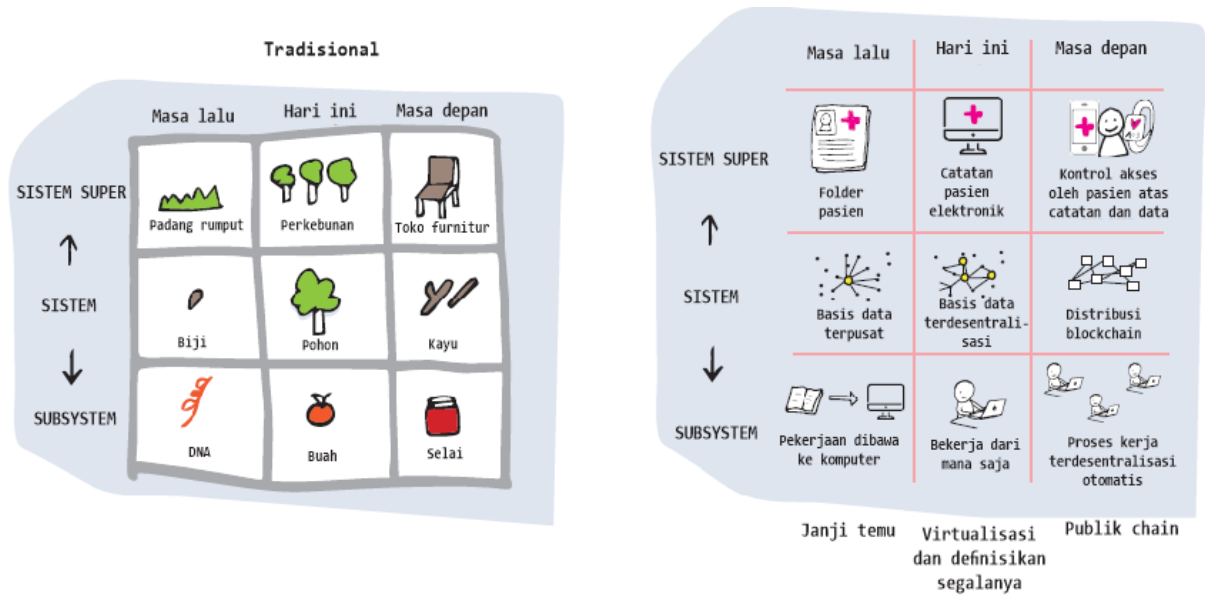 Tradisional
Masa lalu
Hari ini
Masa depan
SISTEM SUPER
Padang rumput
Perkebunan
Toko furnitur
SISTEM
Biji
Pohon
Kayu
SUBSYSTEM
DNA
Buah
Selai
Masa lalu
Hari ini
Masa depan
SISTEM SUPER
Folder
pasien
Catatan
pasien
elektronik
Kontrol akses
oleh pasien atas
catatan dan data
SISTEM
Basis data
terpusat
Basis data
terdesentrali-
sasi
Distribusi
blockchain
SUBSYSTEM
Pekerjaan dibawa
ke komputer
Bekerja dari
mana saja
Proses kerja
terdesentralisasi
otomatis
Janji temu
Virtualisasi
dan definisikan
segalanya
Publik chain